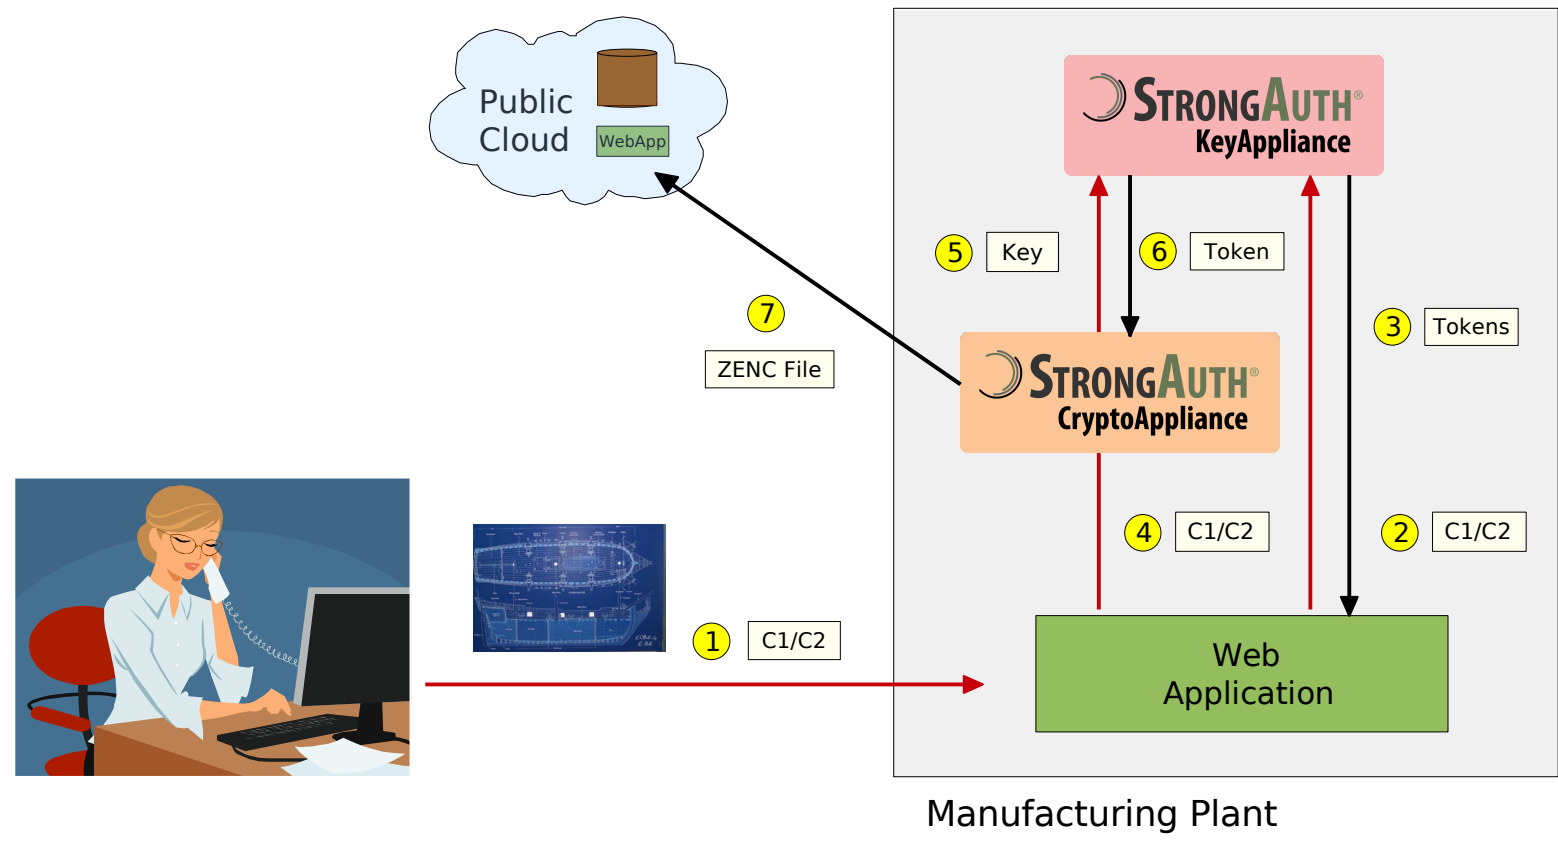 Public
Cloud
WebApp
STRONGAUTH®
KeyAppliance
5
Key
6
Token
3
Tokens
7
ZENC File
STRONGAUTH®
CryptoAppliance
4
C1/C2
2
C1/C2
1
C1/C2
Web
Application
Manufacturing Plant